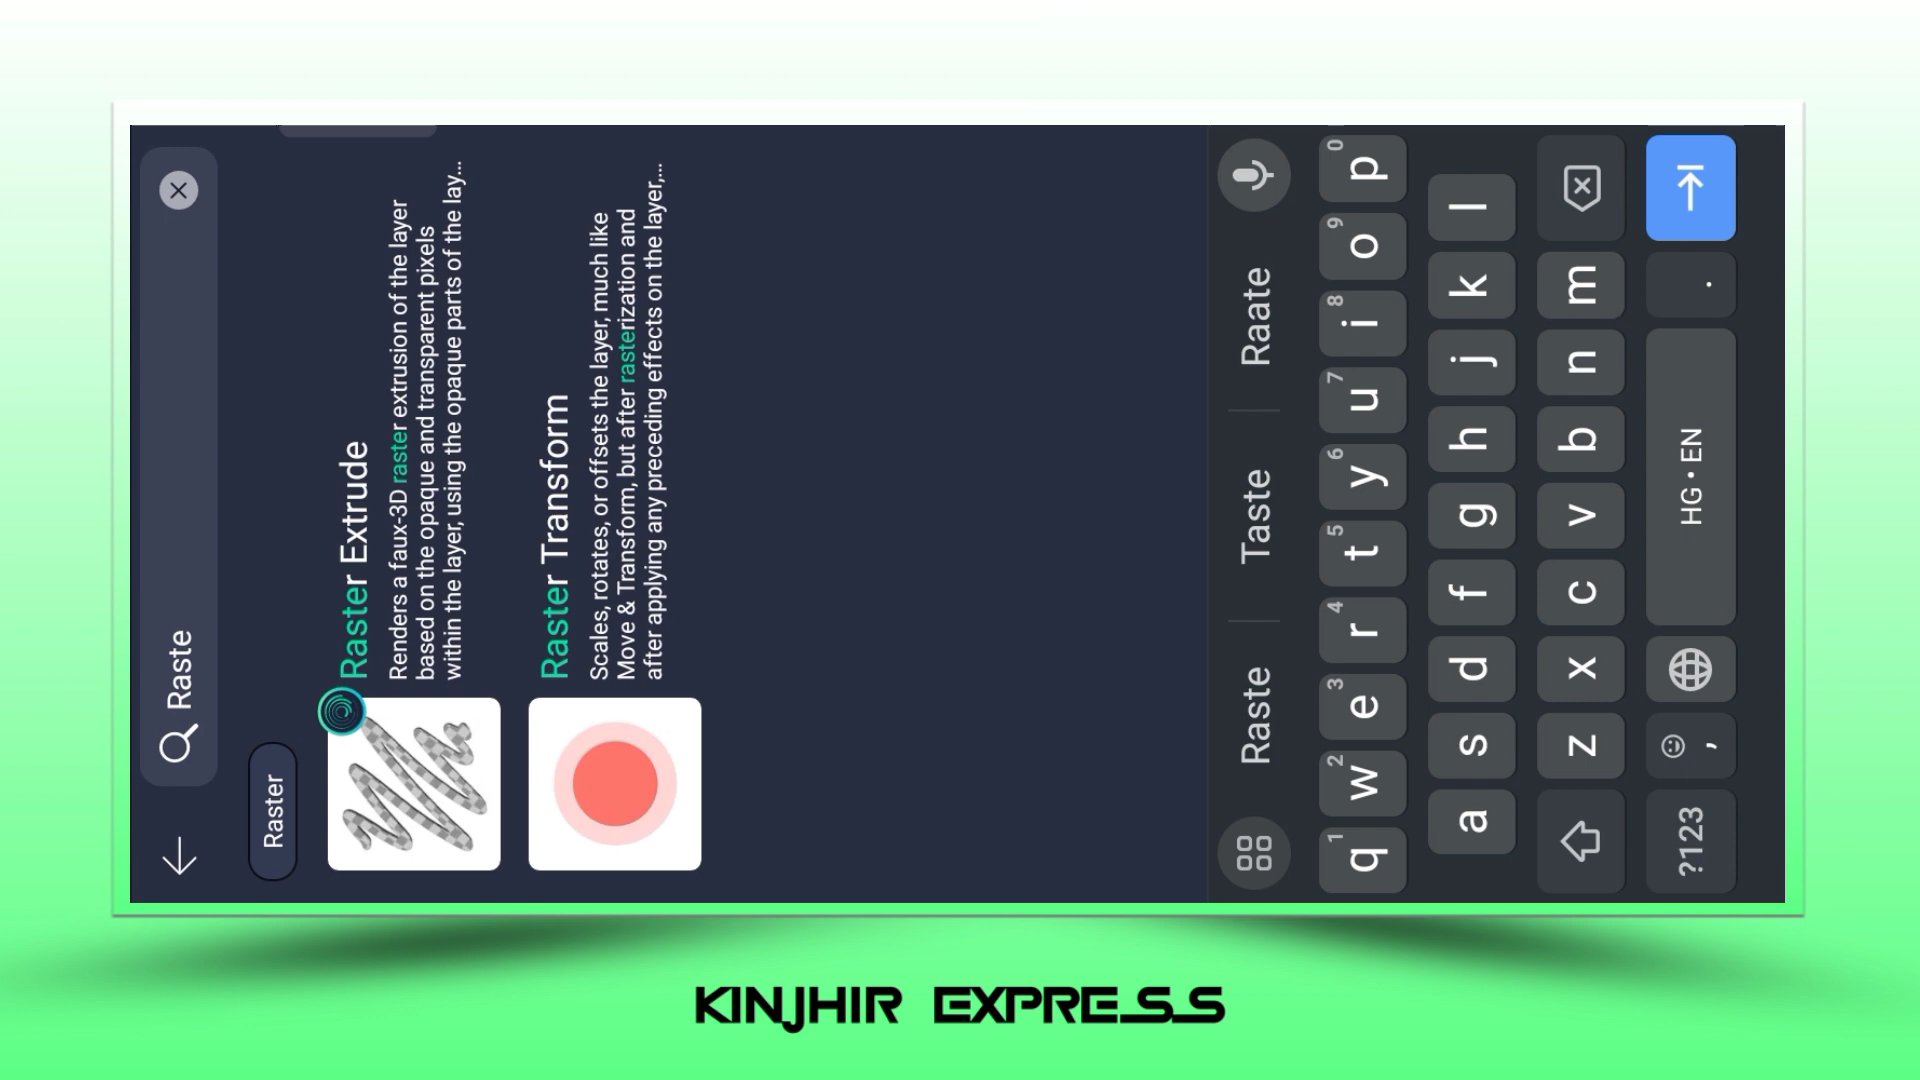 Raste
Raster
Raster Extrude
Renders a faux-3D raster extrusion of the layer
based on the opaque and transparent pixels
within the layer, using the opaque parts of the lay...
Raster Transform
Scales, rotates, or offsets the layer, much like
Move & Transform, but after rasterization and
after applying any preceding effects on the layer,...
Raste Taste Raate
q 1 w 2 e 3 r 4 t 5 y 6 u 7 i 8 o 9 p 0
a s d f g h j k l
z x c v b n m
?123 , HG • EN .
KINJHIR EXPRESS